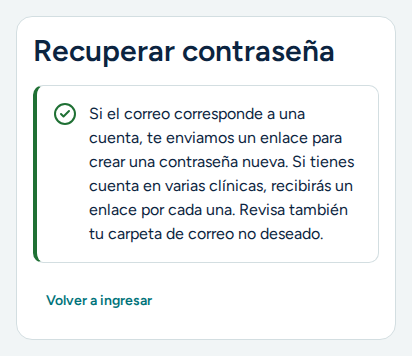 Recuperar contraseña
Si el correo corresponde a una
cuenta, te enviamos un enlace para
crear una contraseña nueva. Si tienes
cuenta en varias clínicas, recibirás un
enlace por cada una. Revisa también
tu carpeta de correo no deseado.
Volver a ingresar